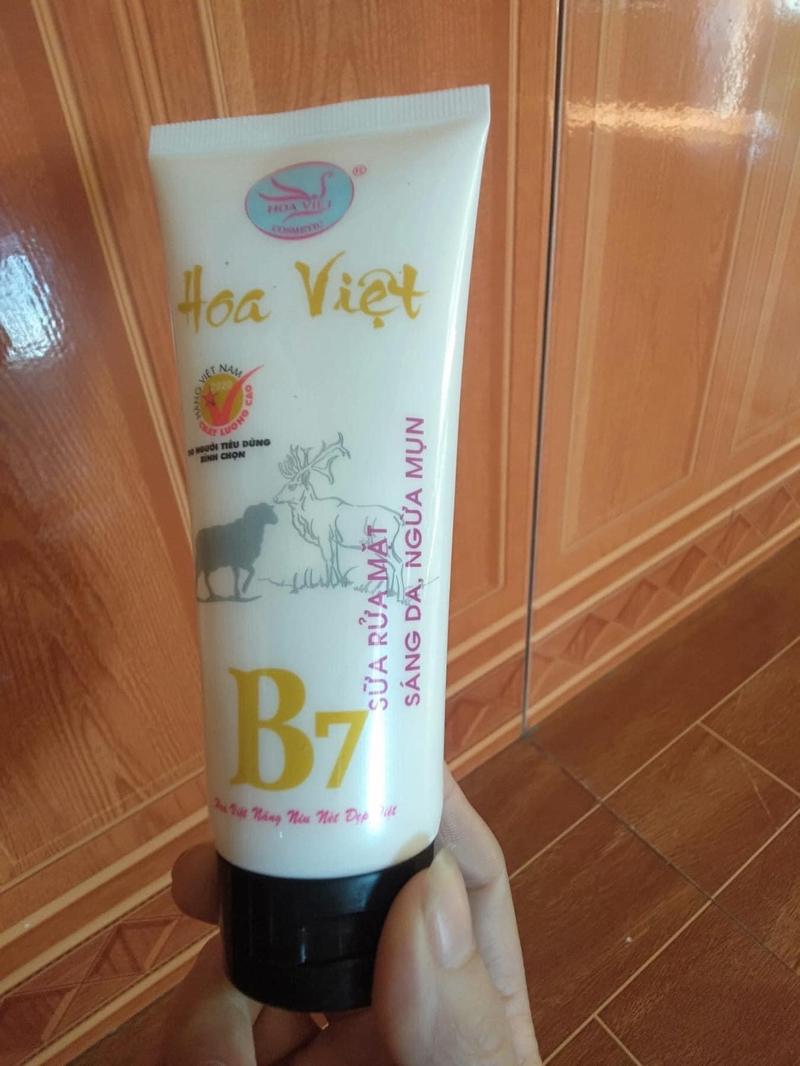 HOA VIỆT
COSMETIC
®
Hoa Việt
HÀNG VIỆT NAM
2020
CHẤT LƯỢNG CAO
DO NGƯỜI TIÊU DÙNG
BÌNH CHỌN
SỮA RỬA MẶT
SÁNG DA, NGỪA MỤN
B7
Hoa Việt Nâng Niu Nét Đẹp Việt